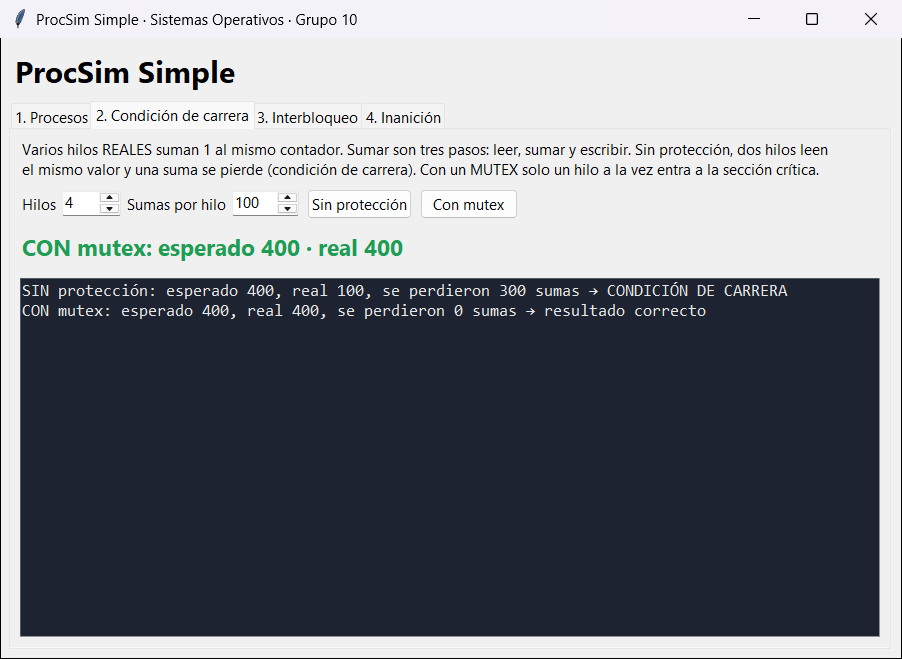 ProcSim Simple · Sistemas Operativos · Grupo 10
ProcSim Simple
1. Procesos 2. Condición de carrera 3. Interbloqueo 4. Inanición
Varios hilos REALES suman 1 al mismo contador. Sumar son tres pasos: leer, sumar y escribir. Sin protección, dos hilos leen
el mismo valor y una suma se pierde (condición de carrera). Con un MUTEX solo un hilo a la vez entra a la sección crítica.
Hilos 4 Sumas por hilo 100 Sin protección Con mutex
CON mutex: esperado 400 · real 400
SIN protección: esperado 400, real 100, se perdieron 300 sumas → CONDICIÓN DE CARRERA
CON mutex: esperado 400, real 400, se perdieron 0 sumas → resultado correcto